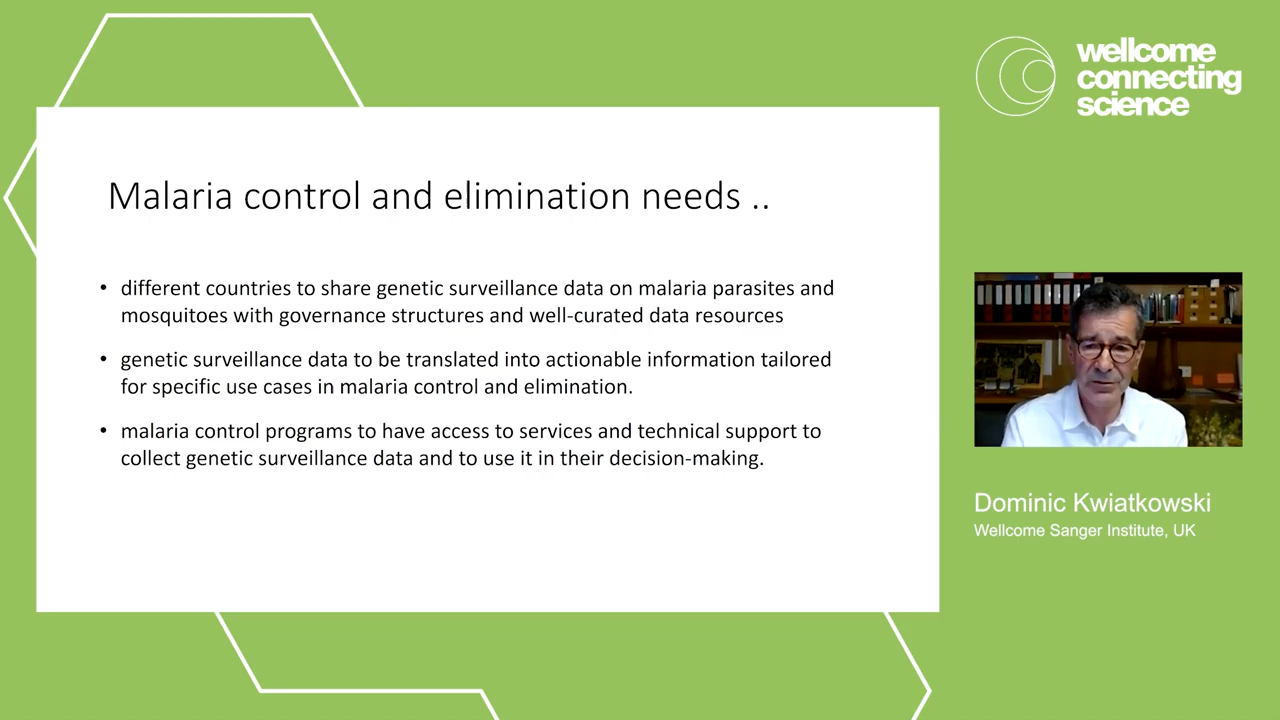 wellcome
connecting
science
Malaria control and elimination needs ..
• different countries to share genetic surveillance data on malaria parasites and
mosquitoes with governance structures and well-curated data resources
• genetic surveillance data to be translated into actionable information tailored
for specific use cases in malaria control and elimination.
• malaria control programs to have access to services and technical support to
collect genetic surveillance data and to use it in their decision-making.
Dominic Kwiatkowski
Wellcome Sanger Institute, UK